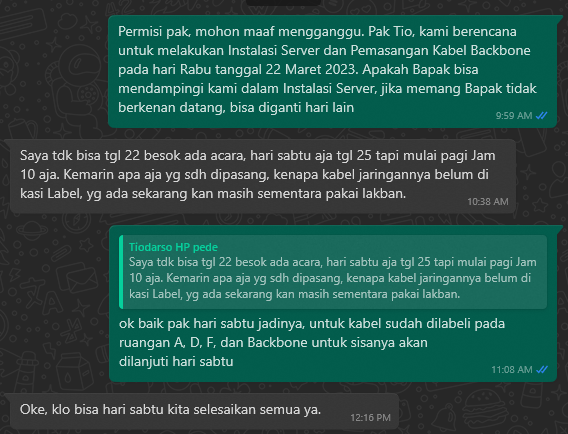 Permisi pak, mohon maaf mengganggu. Pak Tio, kami berencana
untuk melakukan Instalasi Server dan Pemasangan Kabel Backbone
pada hari Rabu tanggal 22 Maret 2023. Apakah Bapak bisa
mendampingi kami dalam Instalasi Server, jika memang Bapak tidak
berkenan datang, bisa diganti hari lain
9:59 AM
Saya tdk bisa tgl 22 besok ada acara, hari sabtu aja tgl 25 tapi mulai pagi Jam
10 aja. Kemarin apa aja yg sdh dipasang, kenapa kabel jaringannya belum di
kasi Label, yg ada sekarang kan masih sementara pakai lakban.
10:38 AM
Tiodarso HP pede
Saya tdk bisa tgl 22 besok ada acara, hari sabtu aja tgl 25 tapi mulai pagi Jam
10 aja. Kemarin apa aja yg sdh dipasang, kenapa kabel jaringannya belum di
kasi Label, yg ada sekarang kan masih sementara pakai lakban.
ok baik pak hari sabtu jadinya, untuk kabel sudah dilabeli pada
ruangan A, D, F, dan Backbone untuk sisanya akan
dilanjuti hari sabtu
11:08 AM
Oke, klo bisa hari sabtu kita selesaikan semua ya.
12:16 PM